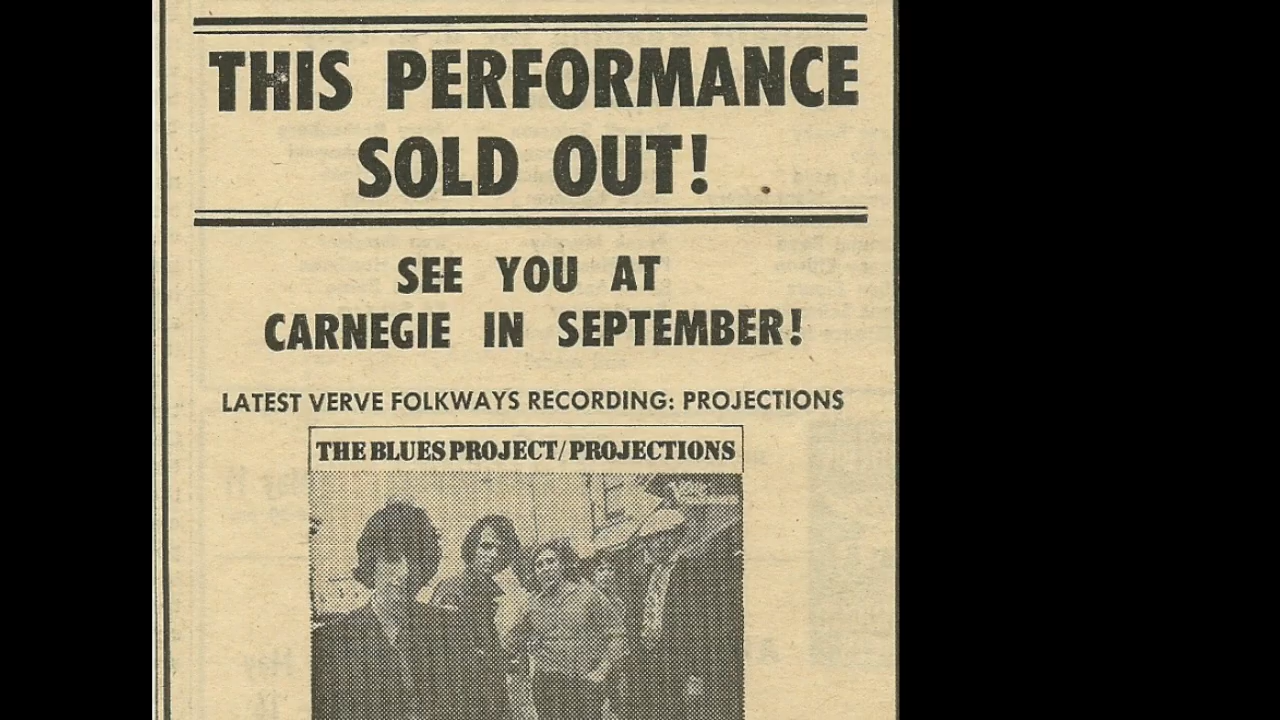 THIS PERFORMANCE
SOLD OUT!
SEE YOU AT
CARNEGIE IN SEPTEMBER!
LATEST VERVE FOLKWAYS RECORDING: PROJECTIONS
THE BLUES PROJECT/PROJECTIONS